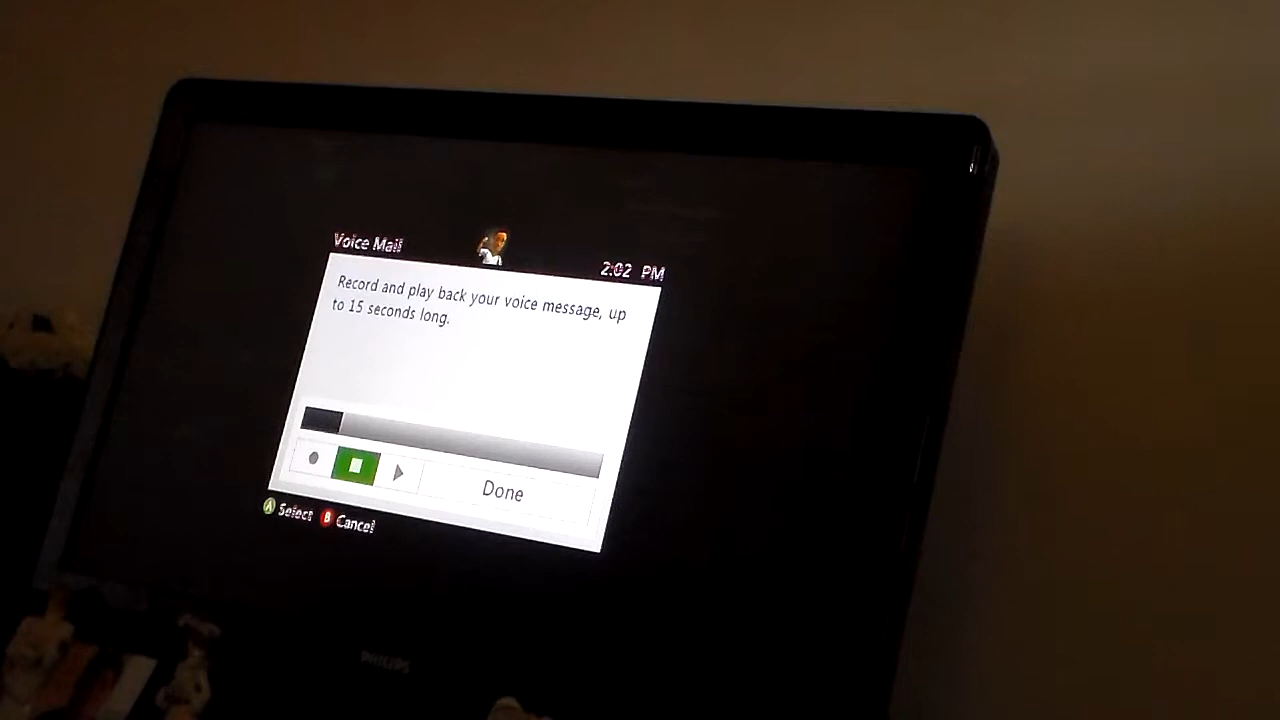 Voice Mail
2:02 PM
Record and play back your voice message, up
to 15 seconds long.
Done
A Select B Cancel
PHILIPS